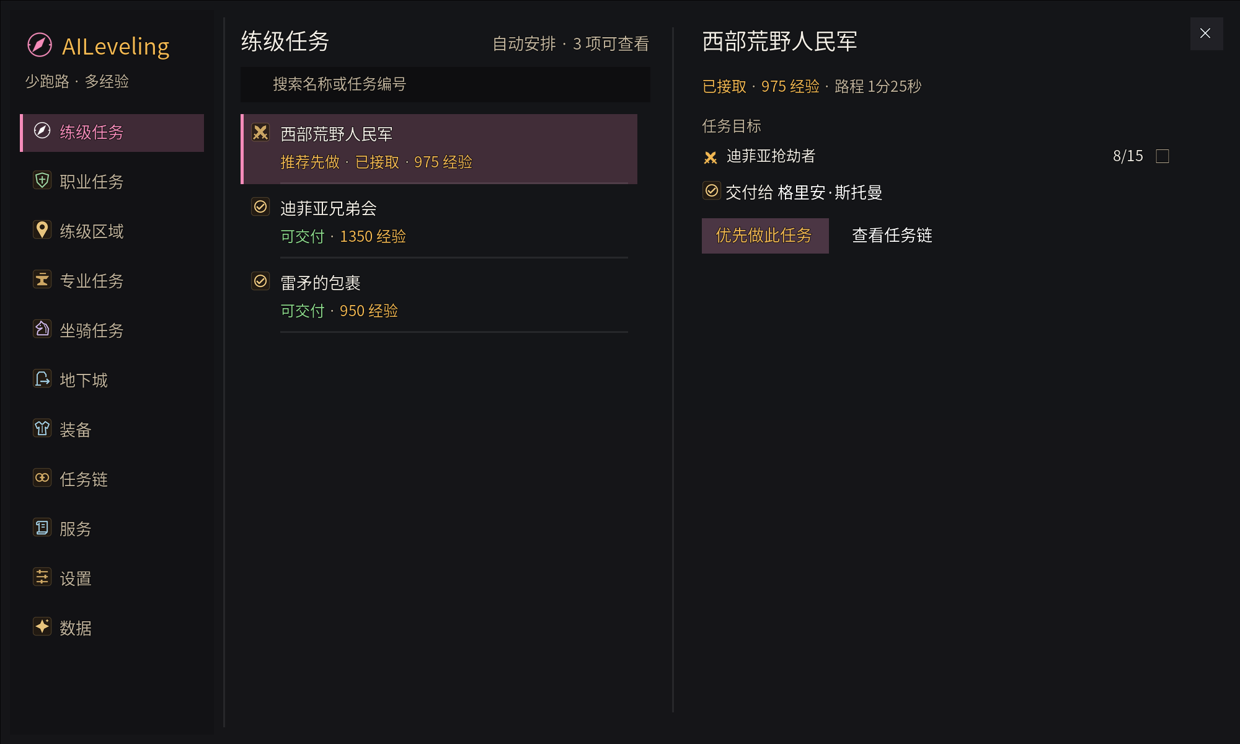 AILeveling
少跑路 · 多经验
练级任务
职业任务
练级区域
专业任务
坐骑任务
地下城
装备
任务链
服务
设置
数据
练级任务
自动安排 · 3 项可查看
搜索名称或任务编号
西部荒野人民军
推荐先做 · 已接取 · 975 经验
迪菲亚兄弟会
可交付 · 1350 经验
雷矛的包裹
可交付 · 950 经验
西部荒野人民军
已接取 · 975 经验 · 路程 1分25秒
任务目标
迪菲亚抢劫者 8/15
交付给 格里安·斯托曼
优先做此任务 查看任务链